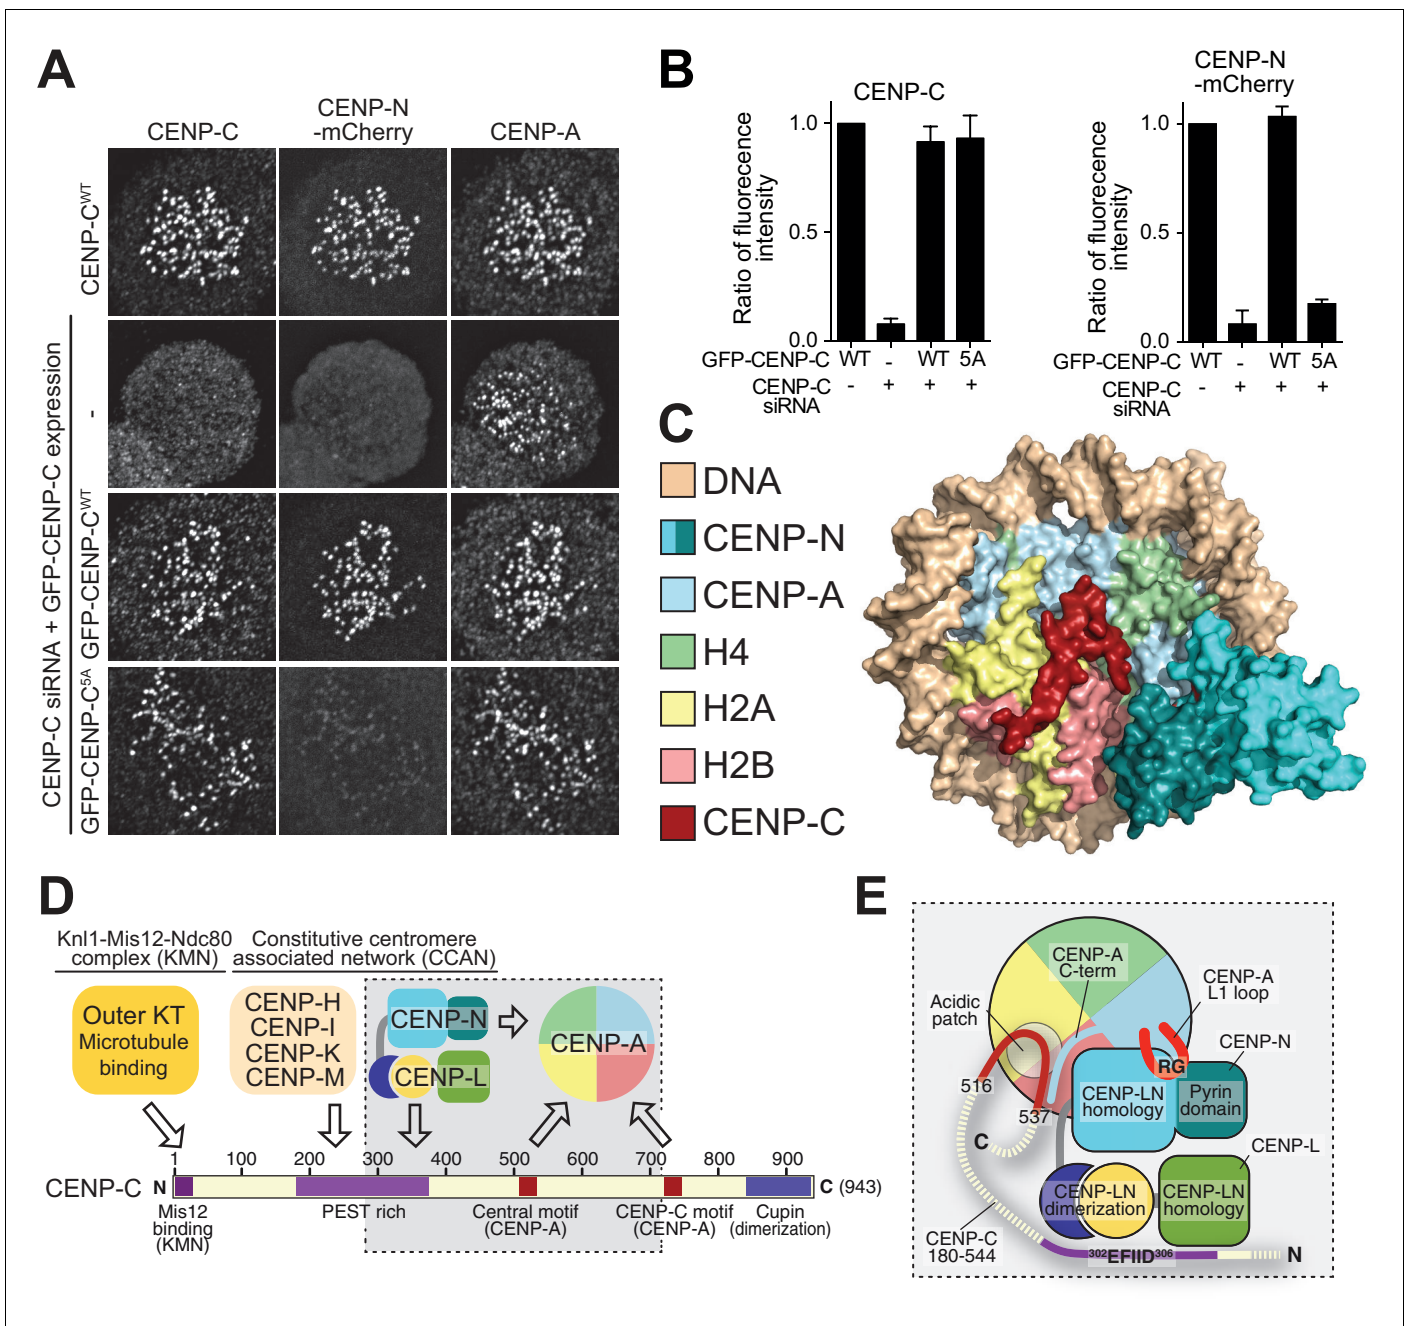 A
CENP-C
CENP-N
-mCherry
CENP-A
CENP-CWT
CENP-C siRNA + GFP-CENP-C expression
-
GFP-CENP-CWT
GFP-CENP-C5A
B
CENP-C
Ratio of fluorecence
intensity
1.0
0.5
0.0
GFP-CENP-C WT - WT 5A
CENP-C - + + +
siRNA
CENP-N
-mCherry
Ratio of fluorecence
intensity
1.0
0.5
0.0
GFP-CENP-C WT - WT 5A
CENP-C - + + +
siRNA
C
DNA
CENP-N
CENP-A
H4
H2A
H2B
CENP-C
D
Knl1-Mis12-Ndc80
complex (KMN)
Constitutive centromere
associated network (CCAN)
Outer KT
Microtubule
binding
CENP-H
CENP-I
CENP-K
CENP-M
CENP-N
CENP-L
CENP-A
1 100 200 300 400 500 600 700 800 900
CENP-C N C (943)
Mis12
binding
(KMN)
PEST rich
Central motif
(CENP-A)
CENP-C motif
(CENP-A)
Cupin
(dimerization)
E
CENP-A
C-term
CENP-A
L1 loop
Acidic
patch
CENP-N
RG
516
537
C
CENP-LN
homology
Pyrin
domain
CENP-L
CENP-LN
dimerization
CENP-LN
homology
CENP-C
180-544
302EFIID306
N